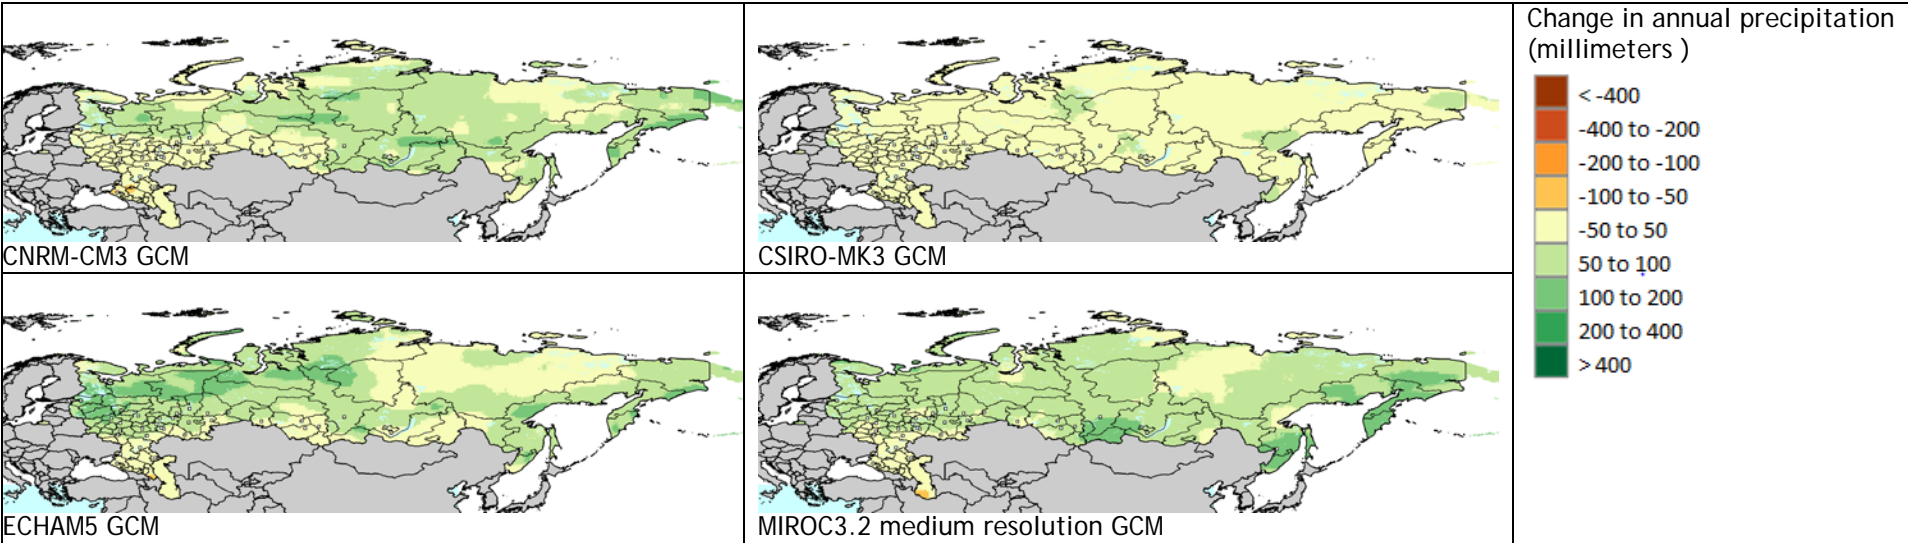 CNRM-CM3 GCM
CSIRO-MK3 GCM
ECHAM5 GCM
MIROC3.2 medium resolution GCM
Change in annual precipitation
(millimeters )
< -400
-400 to -200
-200 to -100
-100 to -50
-50 to 50
50 to 100
100 to 200
200 to 400
> 400